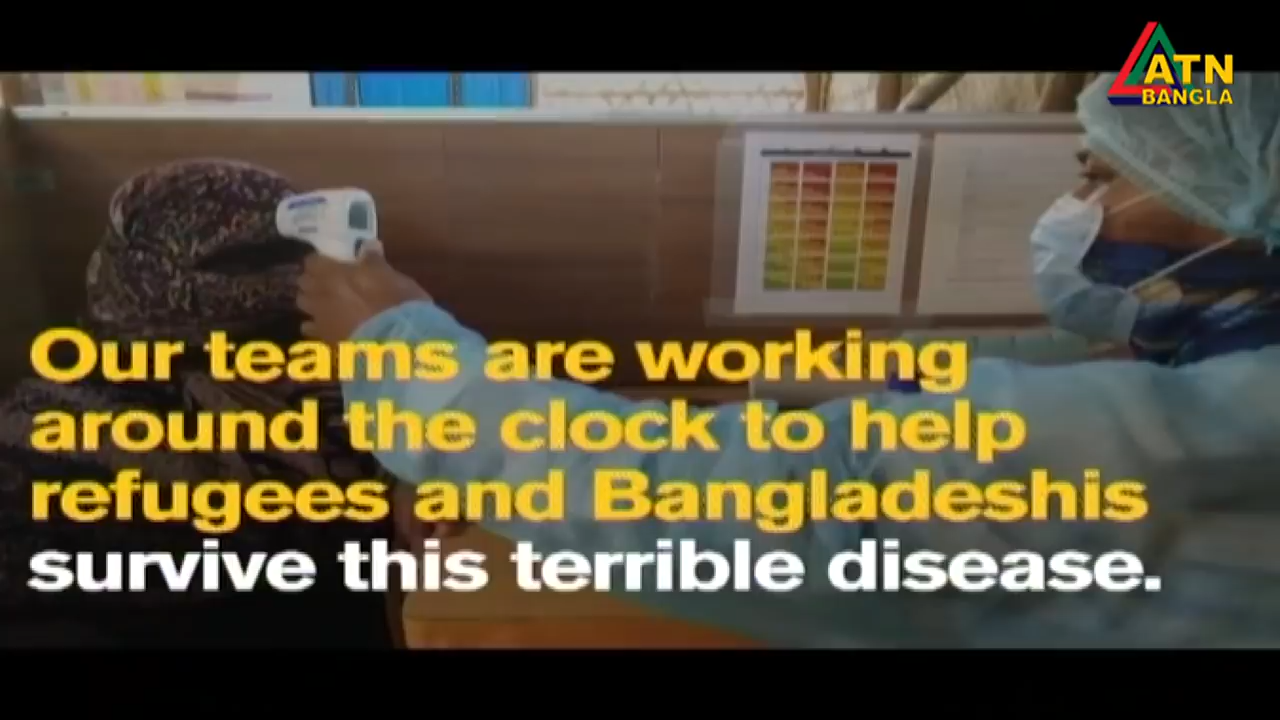 ATN
BANGLA
Our teams are working
around the clock to help
refugees and Bangladeshis
survive this terrible disease.